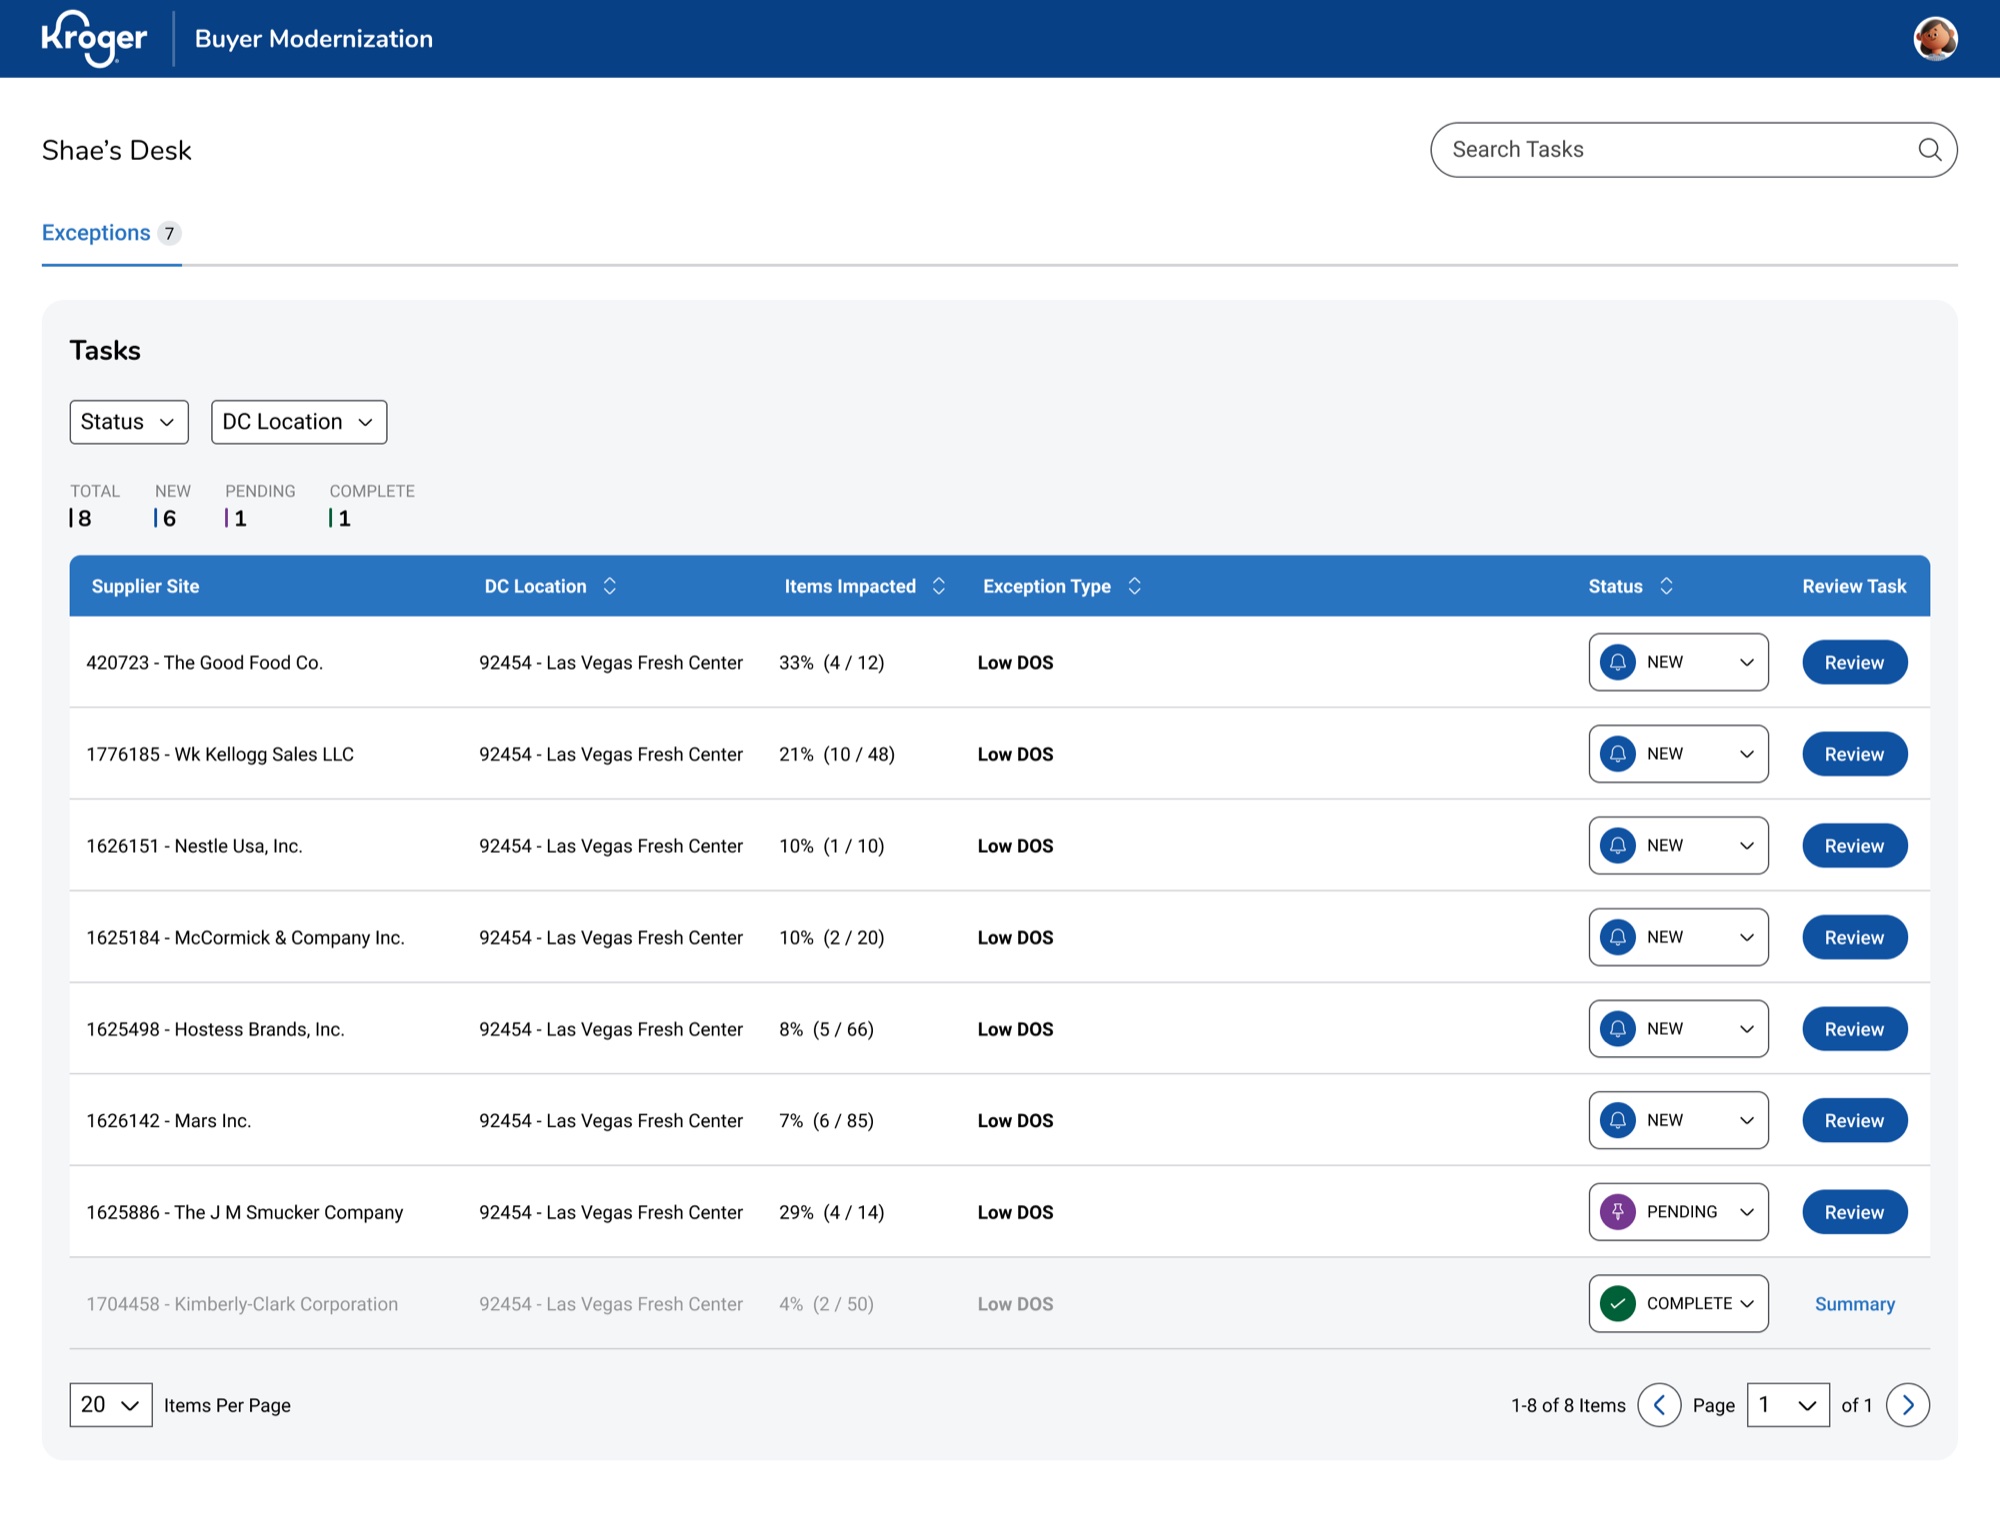 Kroger Buyer Modernization
Shae's Desk
Search Tasks
Exceptions 7
Tasks
Status DC Location
TOTAL NEW PENDING COMPLETE
8 6 1 1
Supplier Site DC Location Items Impacted Exception Type Status Review Task
420723 - The Good Food Co. 92454 - Las Vegas Fresh Center 33% (4 / 12) Low DOS NEW Review
1776185 - Wk Kellogg Sales LLC 92454 - Las Vegas Fresh Center 21% (10 / 48) Low DOS NEW Review
1626151 - Nestle Usa, Inc. 92454 - Las Vegas Fresh Center 10% (1 / 10) Low DOS NEW Review
1625184 - McCormick & Company Inc. 92454 - Las Vegas Fresh Center 10% (2 / 20) Low DOS NEW Review
1625498 - Hostess Brands, Inc. 92454 - Las Vegas Fresh Center 8% (5 / 66) Low DOS NEW Review
1626142 - Mars Inc. 92454 - Las Vegas Fresh Center 7% (6 / 85) Low DOS NEW Review
1625886 - The J M Smucker Company 92454 - Las Vegas Fresh Center 29% (4 / 14) Low DOS PENDING Review
1704458 - Kimberly-Clark Corporation 92454 - Las Vegas Fresh Center 4% (2 / 50) Low DOS COMPLETE Summary
20 Items Per Page 1-8 of 8 Items Page 1 of 1